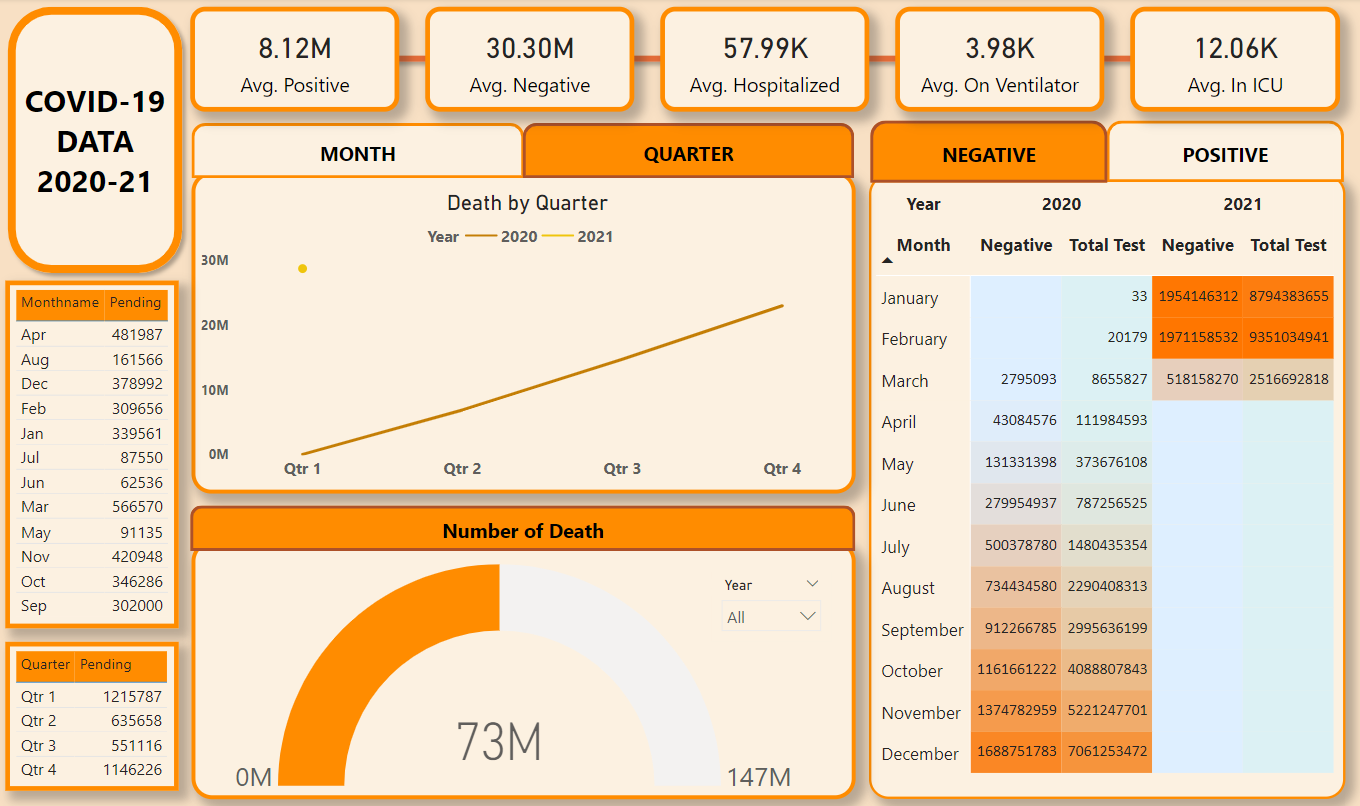 COVID-19
DATA
2020-21
8.12M
Avg. Positive
30.30M
Avg. Negative
57.99K
Avg. Hospitalized
3.98K
Avg. On Ventilator
12.06K
Avg. In ICU
Monthname Pending
Apr 481987
Aug 161566
Dec 378992
Feb 309656
Jan 339561
Jul 87550
Jun 62536
Mar 566570
May 91135
Nov 420948
Oct 346286
Sep 302000
Quarter Pending
Qtr 1 1215787
Qtr 2 635658
Qtr 3 551116
Qtr 4 1146226
MONTH QUARTER
Death by Quarter
Year 2020 2021
30M
20M
10M
0M
Qtr 1 Qtr 2 Qtr 3 Qtr 4
Number of Death
Year
All
73M
0M 147M
NEGATIVE POSITIVE
Year 2020 2021
Month Negative Total Test Negative Total Test
January 33 1954146312 8794383655
February 20179 1971158532 9351034941
March 2795093 8655827 518158270 2516692818
April 43084576 111984593
May 131331398 373676108
June 279954937 787256525
July 500378780 1480435354
August 734434580 2290408313
September 912266785 2995636199
October 1161661222 4088807843
November 1374782959 5221247701
December 1688751783 7061253472